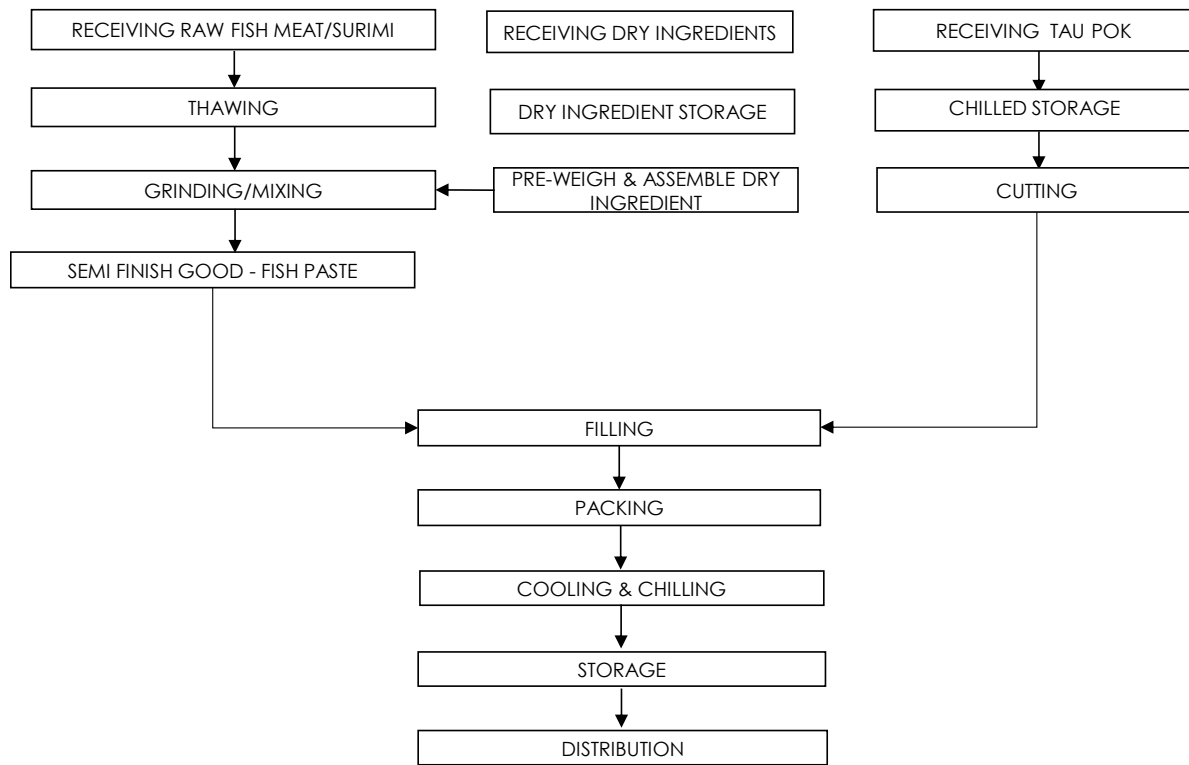 RECEIVING RAW FISH MEAT/SURIMI
RECEIVING DRY INGREDIENTS
RECEIVING TAU POK
THAWING
DRY INGREDIENT STORAGE
CHILLED STORAGE
GRINDING/MIXING
PRE-WEIGH & ASSEMBLE DRY
INGREDIENT
CUTTING
SEMI FINISH GOOD - FISH PASTE
FILLING
PACKING
COOLING & CHILLING
STORAGE
DISTRIBUTION